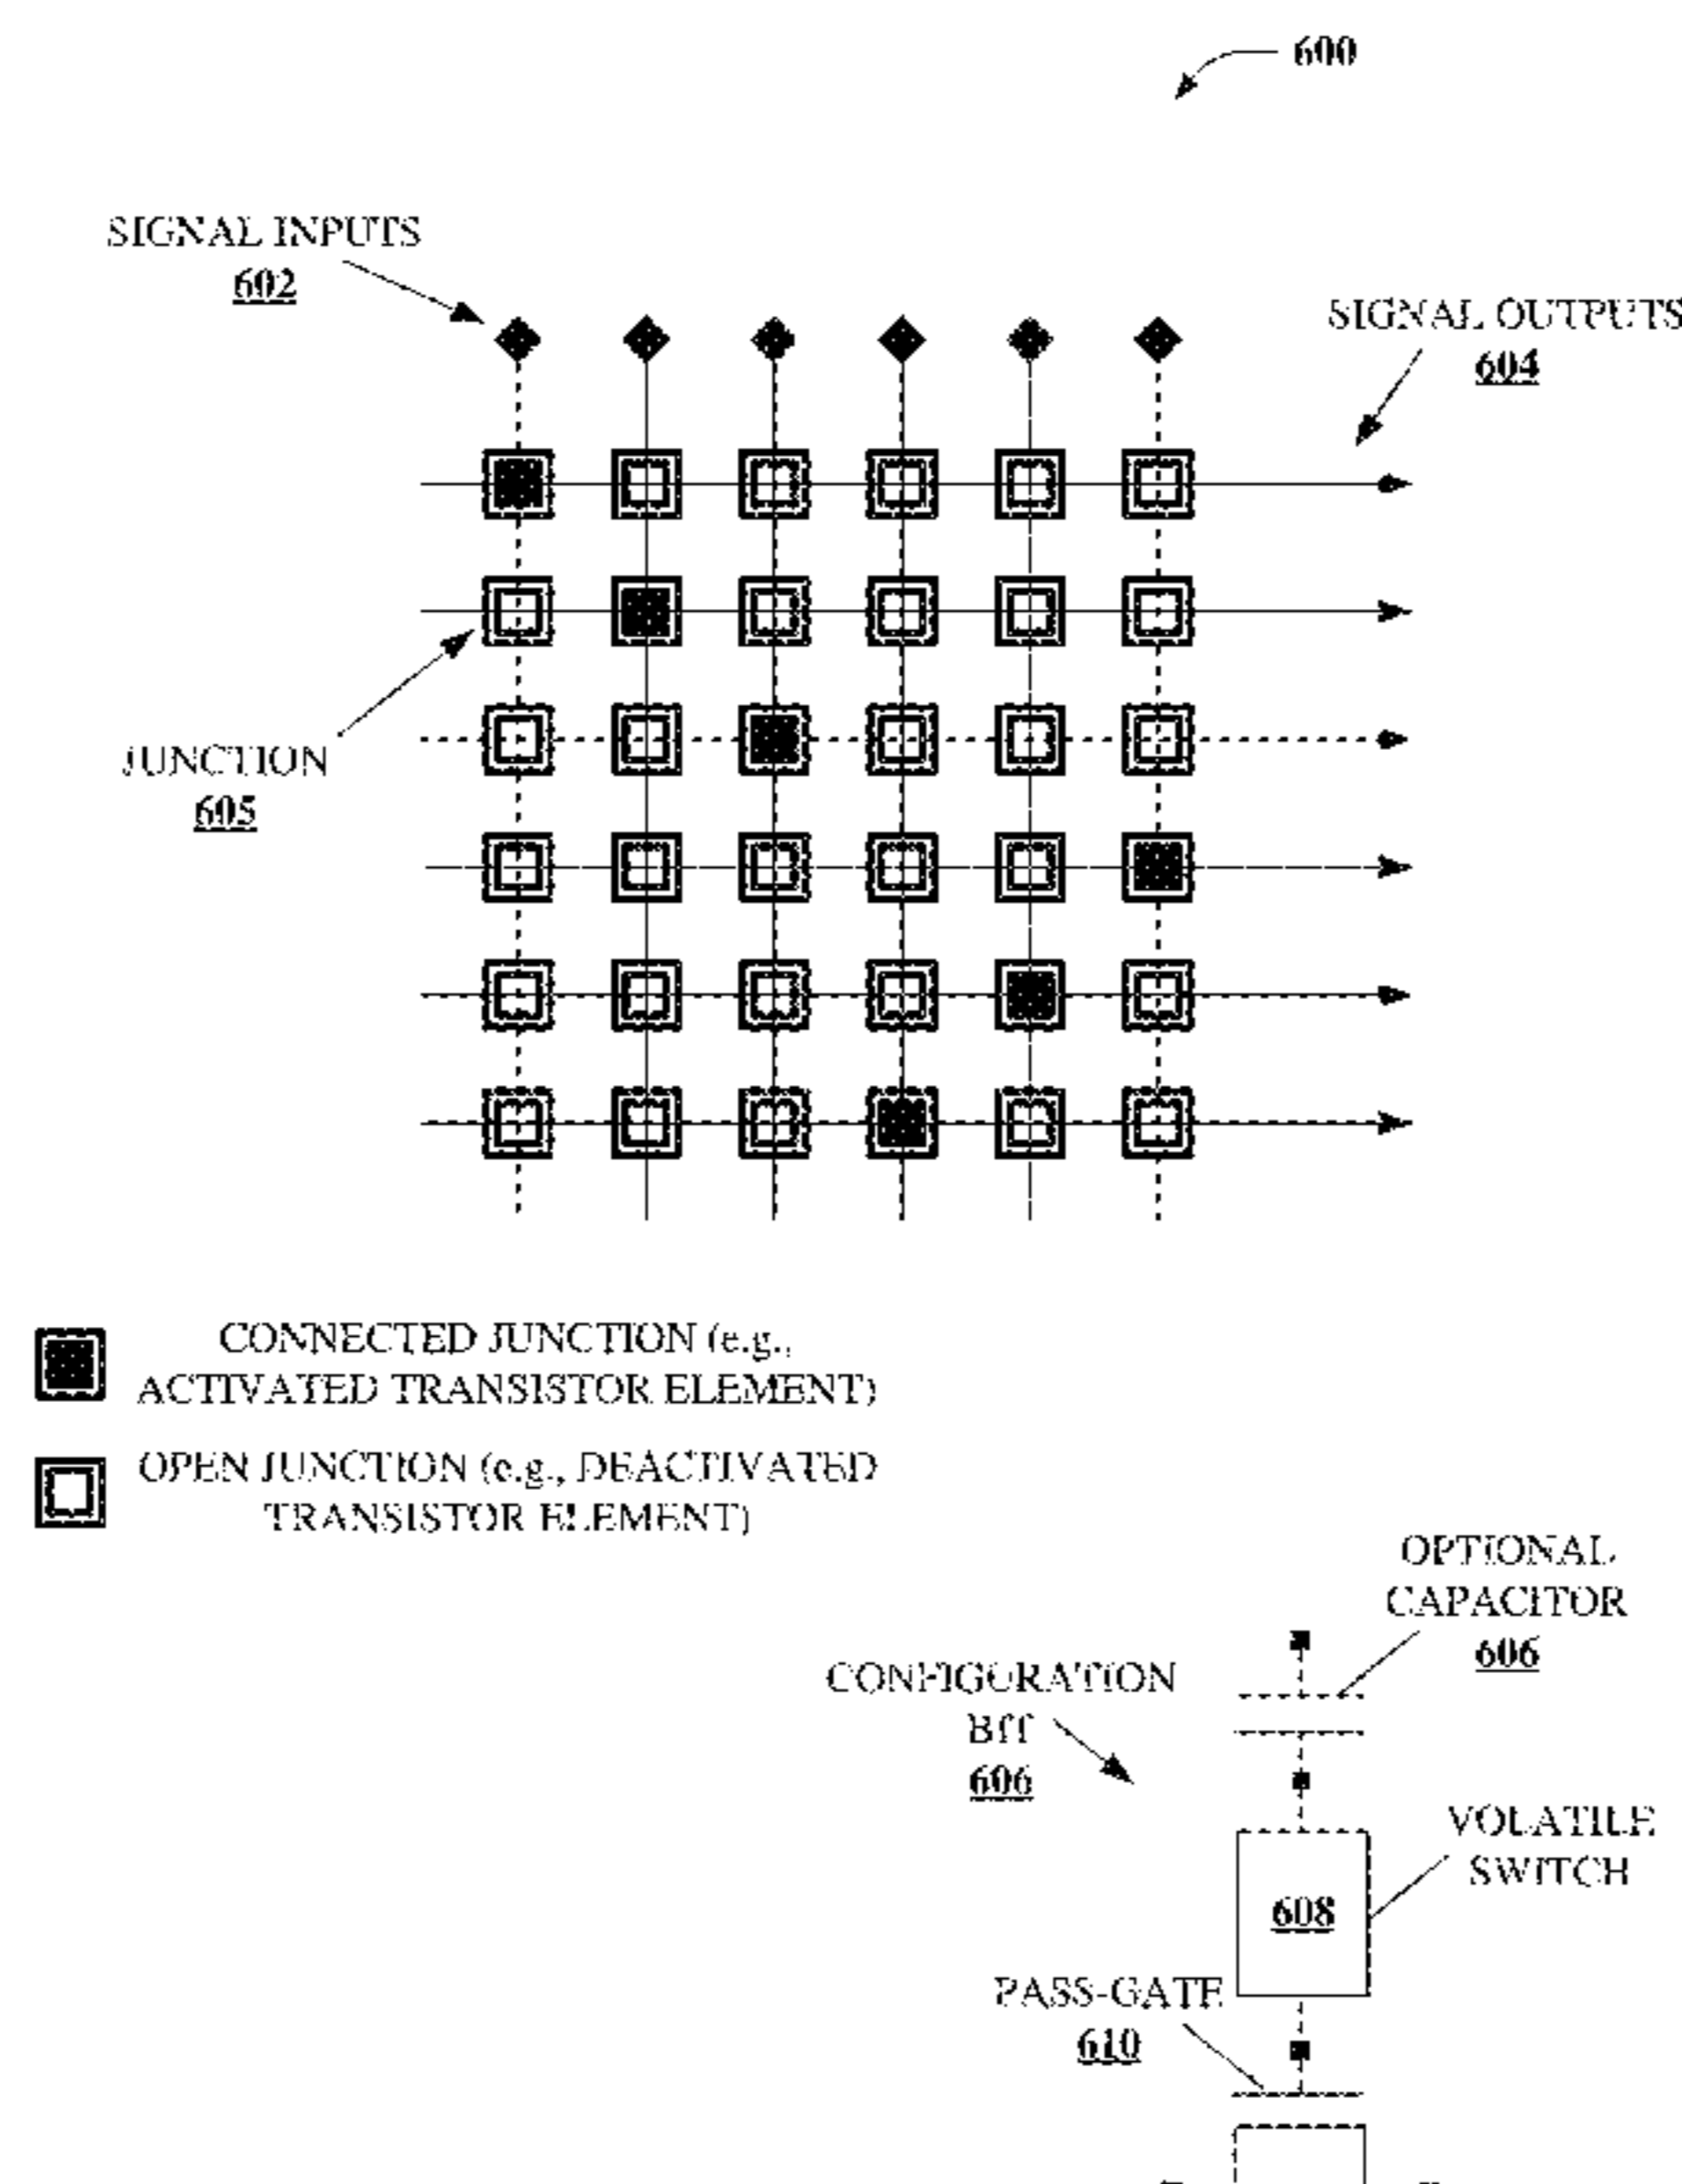 600
SIGNAL INPUTS
602
SIGNAL OUTPUTS
604
JUNCTION
605
CONNECTED JUNCTION (e.g.,
ACTIVATED TRANSISTOR ELEMENT)
OPEN JUNCTION (e.g., DEACTIVATED
TRANSISTOR ELEMENT)
OPTIONAL
CAPACITOR
606
CONFIGURATION
BIT
606
VOLATILE
SWITCH
608
PASS-GATE
610